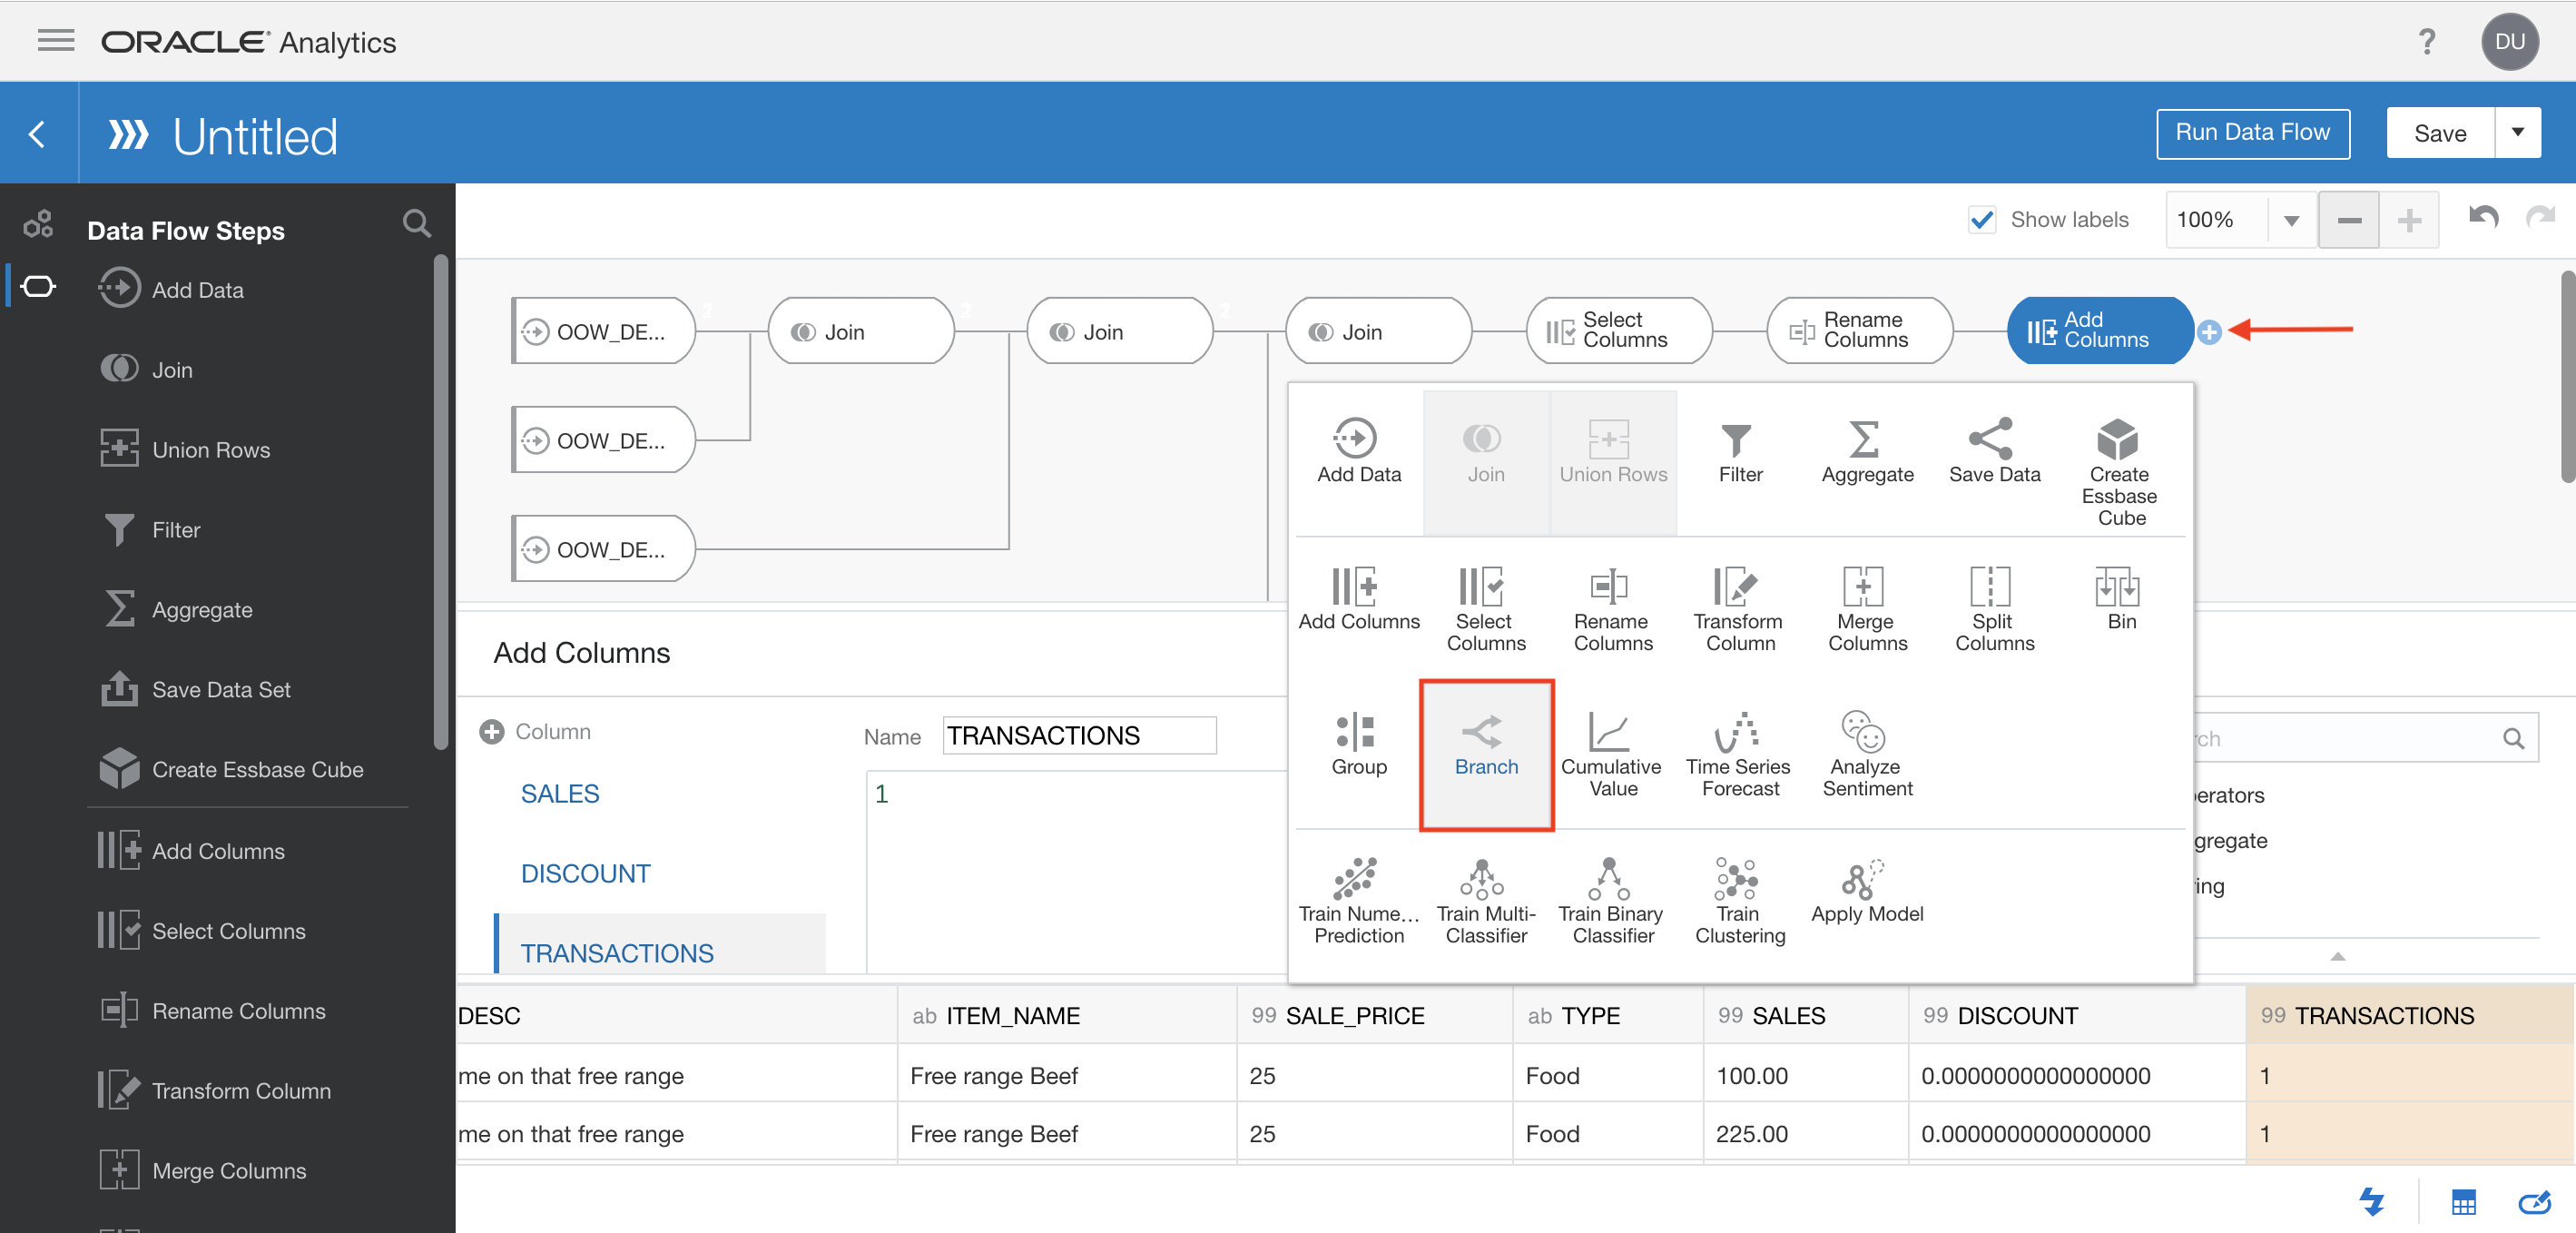 ORACLE Analytics
?
DU
Untitled
Run Data Flow
Save
Data Flow Steps
Show labels
100%
Add Data
Join
Union Rows
Filter
Aggregate
Save Data Set
Create Essbase Cube
Add Columns
Select Columns
Rename Columns
Transform Column
Merge Columns
OOW_DE...
2
Join
2
Join
2
Join
Select
Columns
Rename
Columns
Add
Columns
OOW_DE...
OOW_DE...
Add Data
Join
Union Rows
Filter
Aggregate
Save Data
Create
Essbase
Cube
Add Columns
Select
Columns
Rename
Columns
Transform
Column
Merge
Columns
Split
Columns
Bin
Group
Branch
Cumulative
Value
Time Series
Forecast
Analyze
Sentiment
Train Nume...
Prediction
Train Multi-
Classifier
Train Binary
Classifier
Train
Clustering
Apply Model
Add Columns
Column
SALES
DISCOUNT
TRANSACTIONS
Name
TRANSACTIONS
1
rch
erators
gregate
ing
DESC
ab ITEM_NAME
99 SALE_PRICE
ab TYPE
99 SALES
99 DISCOUNT
99 TRANSACTIONS
me on that free range
Free range Beef
25
Food
100.00
0.0000000000000000
1
me on that free range
Free range Beef
25
Food
225.00
0.0000000000000000
1